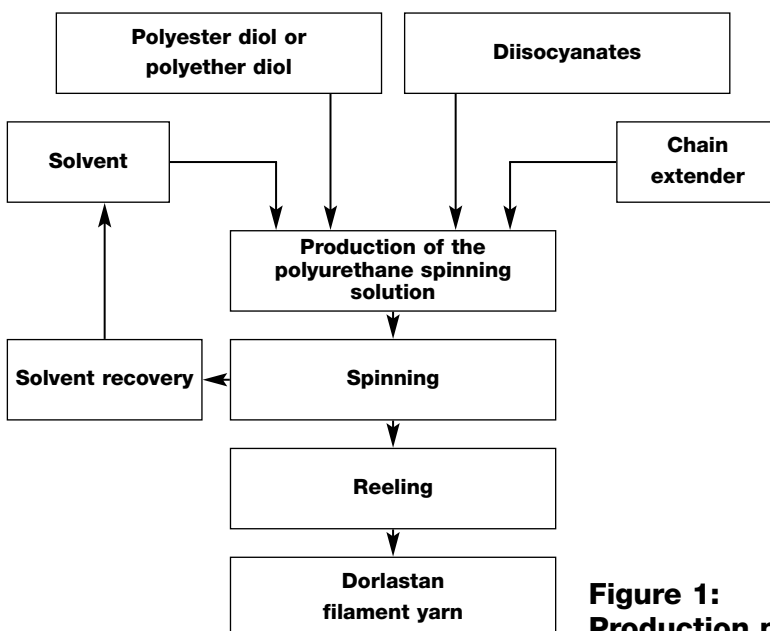 Polyester diol or
polyether diol
Diisocyanates
Solvent
Chain
extender
Production of the
polyurethane spinning
solution
Solvent recovery
Spinning
Reeling
Dorlastan
filament yarn
Figure 1:
Production